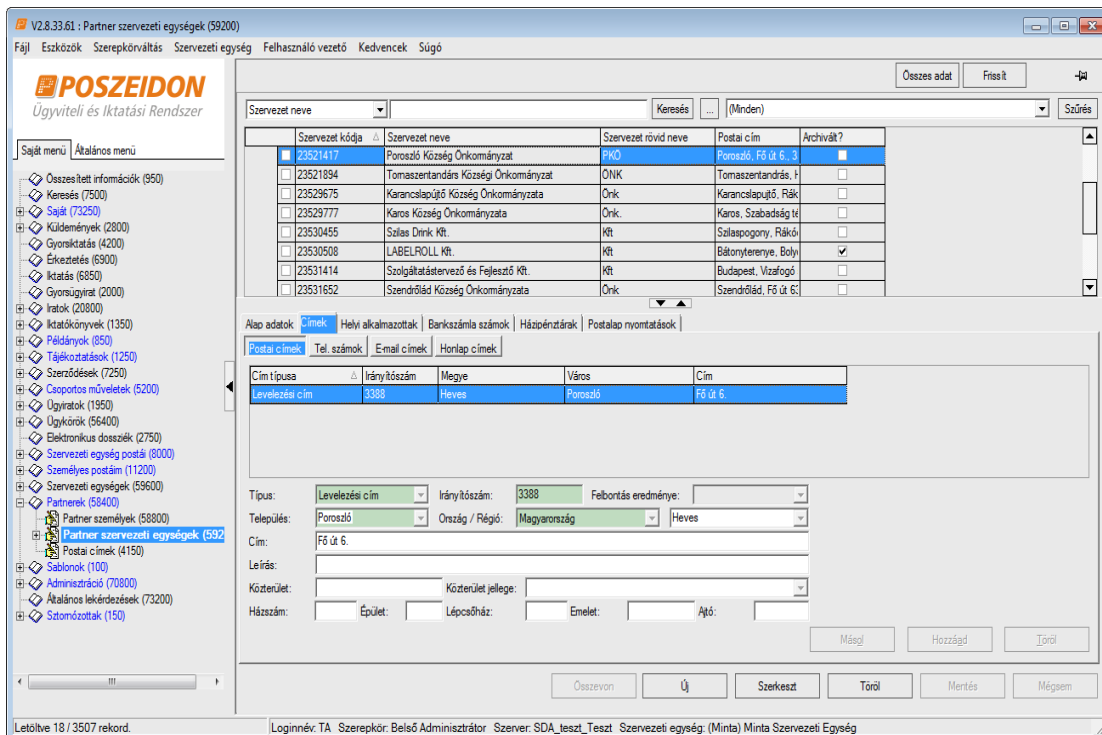 V2.8.33.61 : Partner szervezeti egységek (59200)
Fájl Eszközök Szerepkörváltás Szervezeti egység Felhasználó vezető Kedvencek Súgó
POSZEIDON
Ügyviteli és Iktatási Rendszer
Saját menü Általános menü
Összesített információk (950)
Keresés (7500)
Saját (73250)
Küldemények (2800)
Gyorsiktatás (4200)
Érkeztetés (6900)
Iktatás (6850)
Gyorsügyirat (2000)
Iratok (20800)
Iktatókönyvek (1350)
Példányok (850)
Tájékoztatások (1250)
Szerződések (7250)
Csoportos műveletek (5200)
Ügyiratok (1950)
Ügykörök (56400)
Elektronikus dossziék (2750)
Szervezeti egység postái (8000)
Személyes postáim (11200)
Szervezeti egységek (59600)
Partnerek (58400)
Partner személyek (58800)
Partner szervezeti egységek (592
Postai címek (4150)
Sablonok (100)
Adminisztráció (70800)
Általános lekérdezések (73200)
Sztornózottak (150)
Összes adat Frissít
Szervezet neve Keresés ... (Minden) Szűrés
Szervezet kódja Szervezet neve Szervezet rövid neve Postai cím Archivált?
23521417 Poroszló Község Önkormányzat PKÖ Poroszló, Fő út 6., 3
23521894 Tornaszentandárs Községi Önkormányzat ÖNK Tornaszentandrás, H
23529675 Karancslapújtő Község Önkormányzata Önk Karancslapujtő, Rák
23529777 Karos Község Önkormányzata Önk. Karos, Szabadság té
23530455 Szilas Drink Kft. Kft Szilaspogony, Rákó
23530508 LABELROLL Kft. Kft Bátonyterenye, Boly
23531414 Szolgáltatástervező és Fejlesztő Kft. Kft Budapest, Vizafogó
23531652 Szendrőlád Község Önkormányzata Önk Szendrőlád, Fő út 63
Alap adatok Címek Helyi alkalmazottak Bankszámla számok Házipénztárak Postalap nyomtatások
Postai címek Tel. számok E-mail címek Honlap címek
Cím típusa Irányítószám Megye Város Cím
Levelezési cím 3388 Heves Poroszló Fő út 6.
Típus: Levelezési cím Irányítószám: 3388 Felbontás eredménye:
Település: Poroszló Ország / Régió: Magyarország Heves
Cím: Fő út 6.
Leírás:
Közterület: Közterület jellege:
Házszám: Épület: Lépcsőház: Emelet: Ajtó:
Másol Hozzáad Töröl
Összevon Új Szerkeszt Töröl Mentés Mégsem
Letöltve 18 / 3507 rekord. Loginnév: TA Szerepkör: Belső Adminisztrátor Szerver: SDA_teszt_Teszt Szervezeti egység: (Minta) Minta Szervezeti Egység